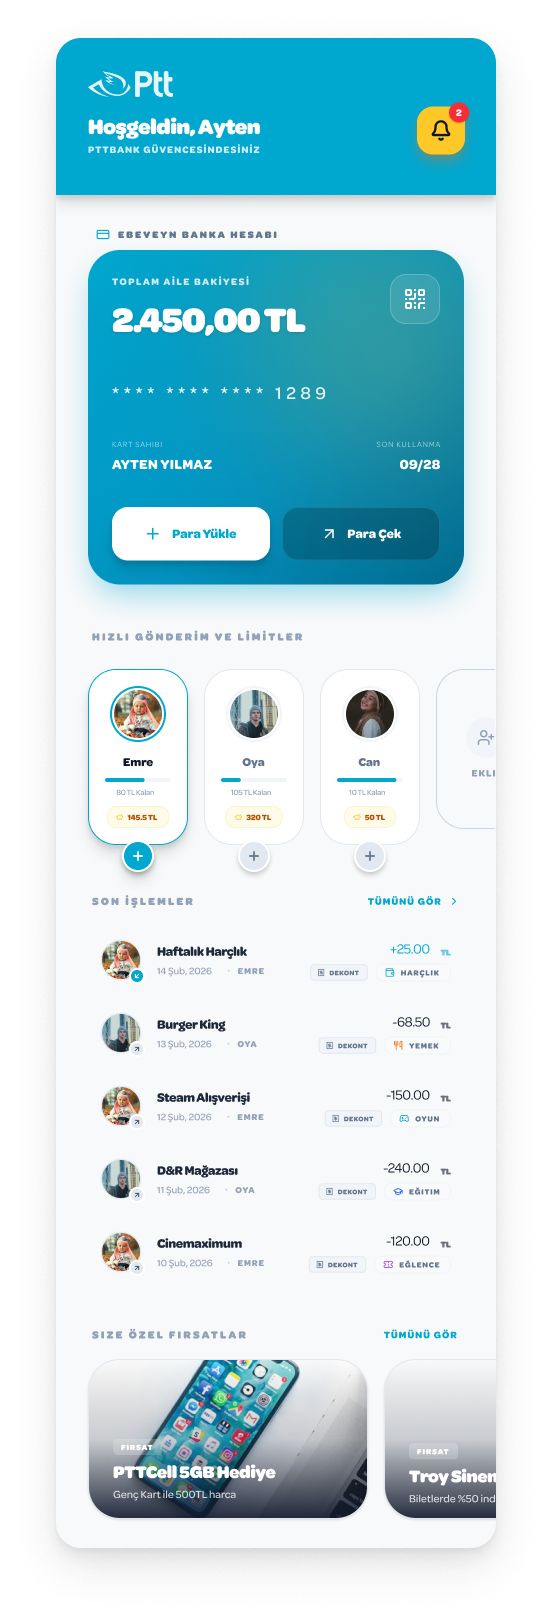 Ptt
Hoşgeldin, Ayten
2
PTTBANK GÜVENCESİNDESİNİZ
EBEVEYN BANKA HESABI
TOPLAM AİLE BAKİYESİ
2.450,00 TL
**** **** **** 1289
KART SAHIBI
SON KULLANMA
AYTEN YILMAZ
09/28
Para Yükle
Para Çek
HIZLI GÖNDERİM VE LİMİTLER
Emre
80 TL Kalan
145.5 TL
Oya
105 TL Kalan
320 TL
Can
10 TL Kalan
50 TL
EKL
SON İŞLEMLER
TÜMÜNÜ GÖR
Haftalık Harçlık
+25.00 TL
14 Şub, 2026 · EMRE
DEKONT
HARÇLIK
Burger King
-68.50 TL
13 Şub, 2026 · OYA
DEKONT
YEMEK
Steam Alışverişi
-150.00 TL
12 Şub, 2026 · EMRE
DEKONT
OYUN
D&R Mağazası
-240.00 TL
11 Şub, 2026 · OYA
DEKONT
EĞITIM
Cinemaximum
-120.00 TL
10 Şub, 2026 · EMRE
DEKONT
EĞLENCE
SIZE ÖZEL FIRSATLAR
TÜMÜNÜ GÖR
FIRSAT
PTTCell 5GB Hediye
Genç Kart ile 500TL harca
FIRSAT
Troy Sinem
Biletlerde %50 ind